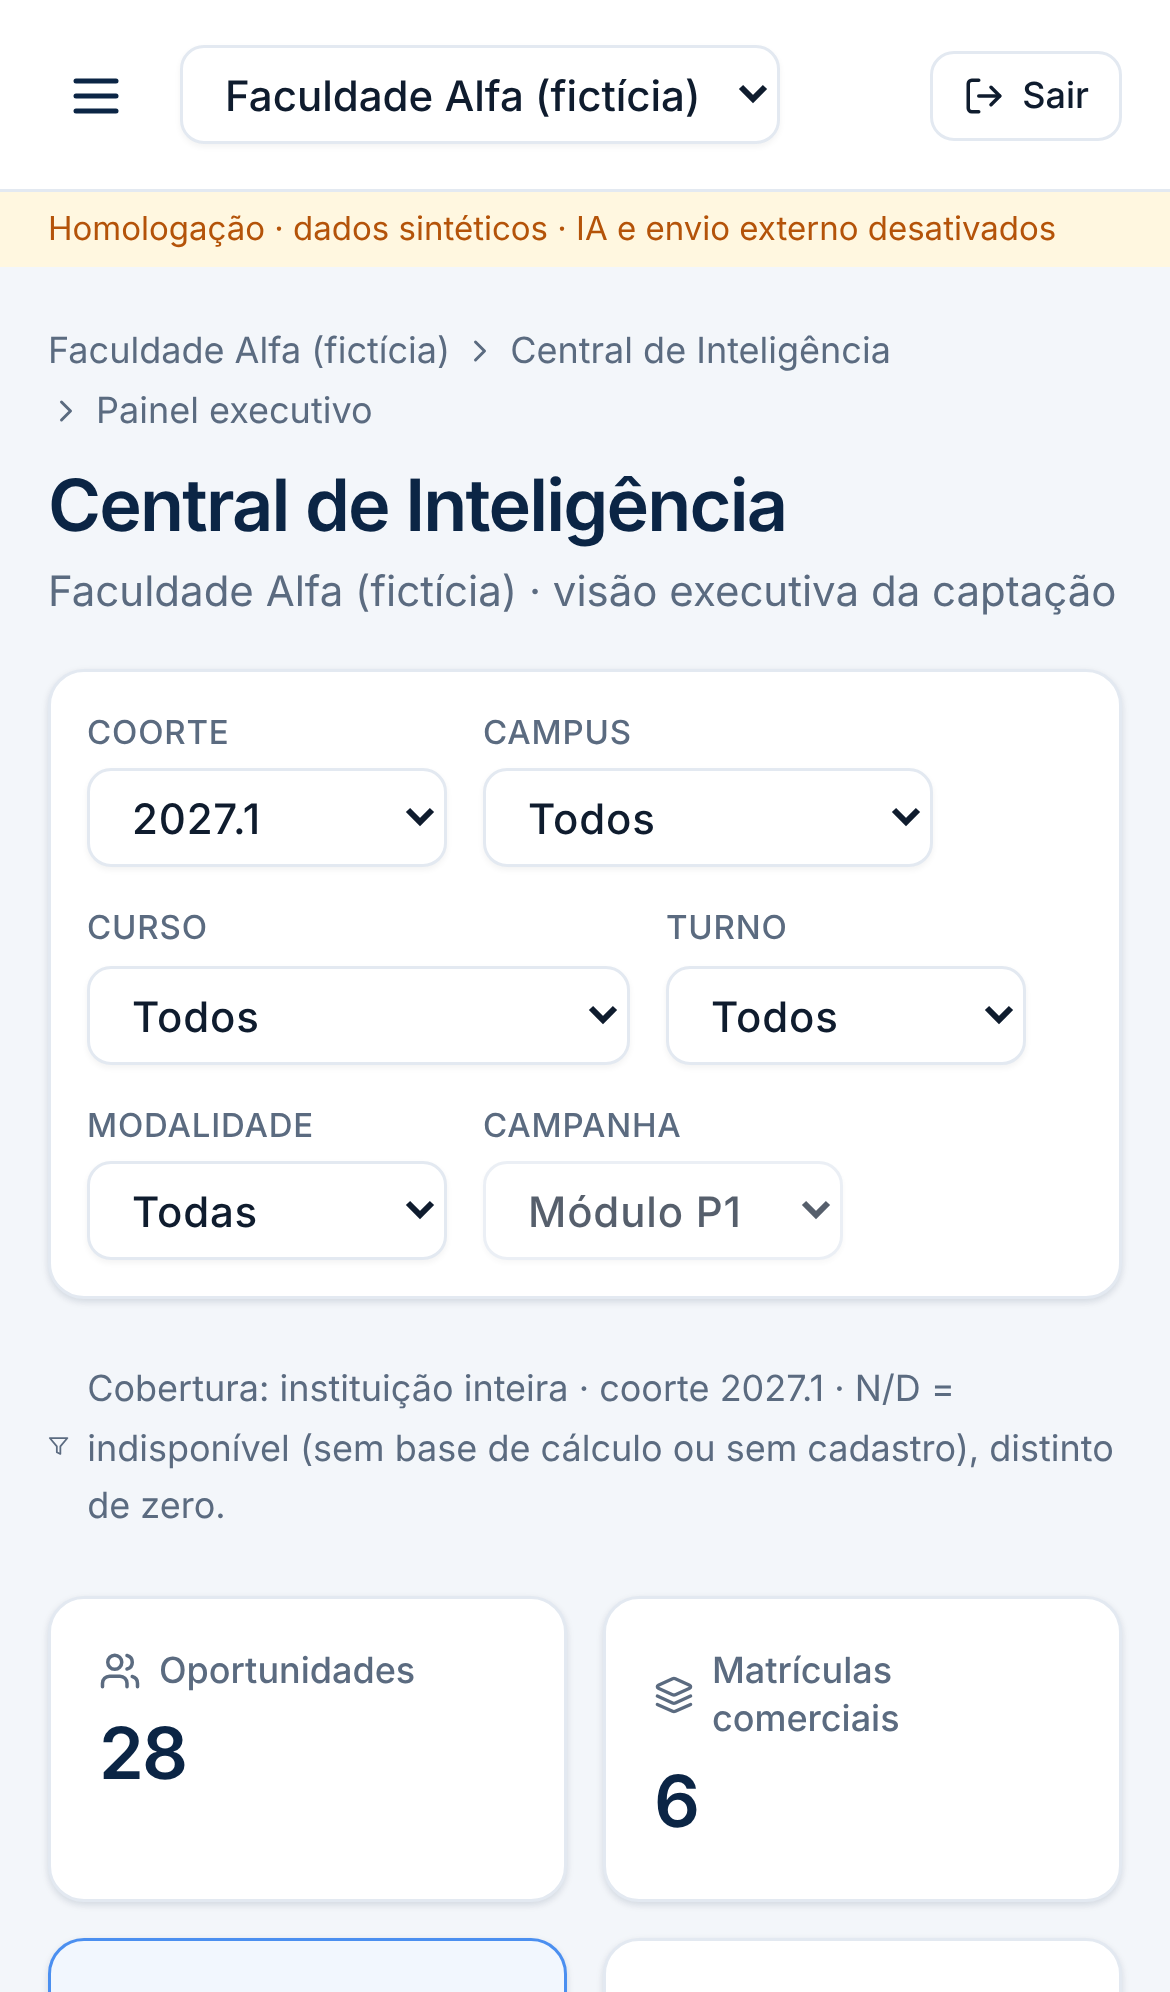 Faculdade Alfa (fictícia)
Sair
Homologação · dados sintéticos · IA e envio externo desativados
Faculdade Alfa (fictícia) > Central de Inteligência
> Painel executivo
Central de Inteligência
Faculdade Alfa (fictícia) · visão executiva da captação
COORTE CAMPUS
2027.1 Todos
CURSO TURNO
Todos Todos
MODALIDADE CAMPANHA
Todas Módulo P1
Cobertura: instituição inteira · coorte 2027.1 · N/D =
indisponível (sem base de cálculo ou sem cadastro), distinto
de zero.
Oportunidades
28
Matrículas
comerciais
6